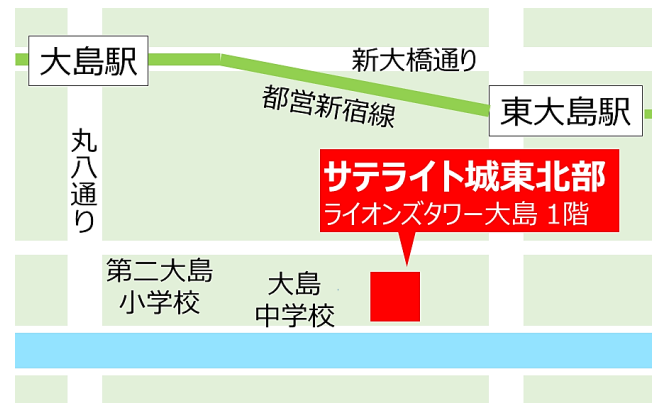 大島駅
新大橋通り
都営新宿線
東大島駅
丸八通り
サテライト城東北部
ライオンズタワー大島 1階
第二大島
小学校
大島
中学校